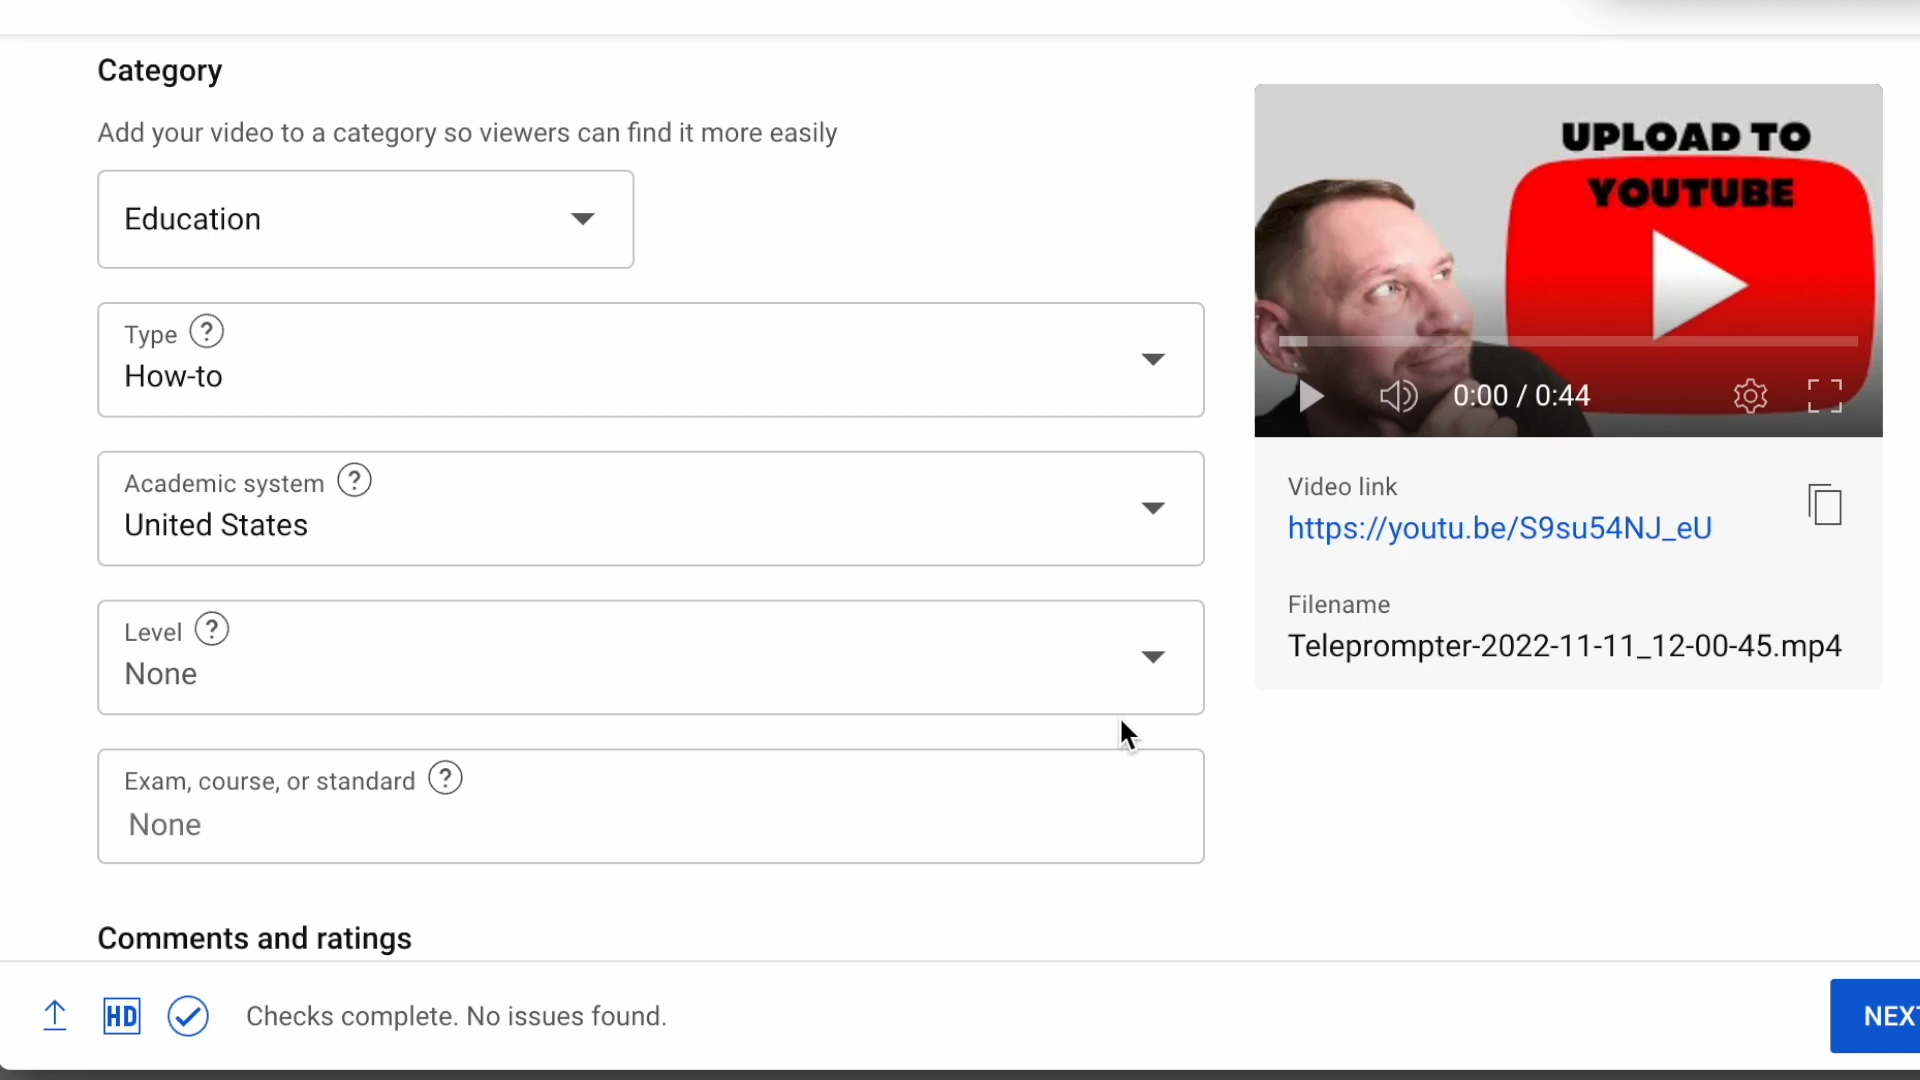 Category
Add your video to a category so viewers can find it more easily
Education
Type ?
How-to
Academic system ?
United States
Level ?
None
Exam, course, or standard ?
None
Comments and ratings
UPLOAD TO
YOUTUBE
0:00 / 0:44
Video link
https://youtu.be/S9su54NJ_eU
Filename
Teleprompter-2022-11-11_12-00-45.mp4
HD Checks complete. No issues found.
NEXT